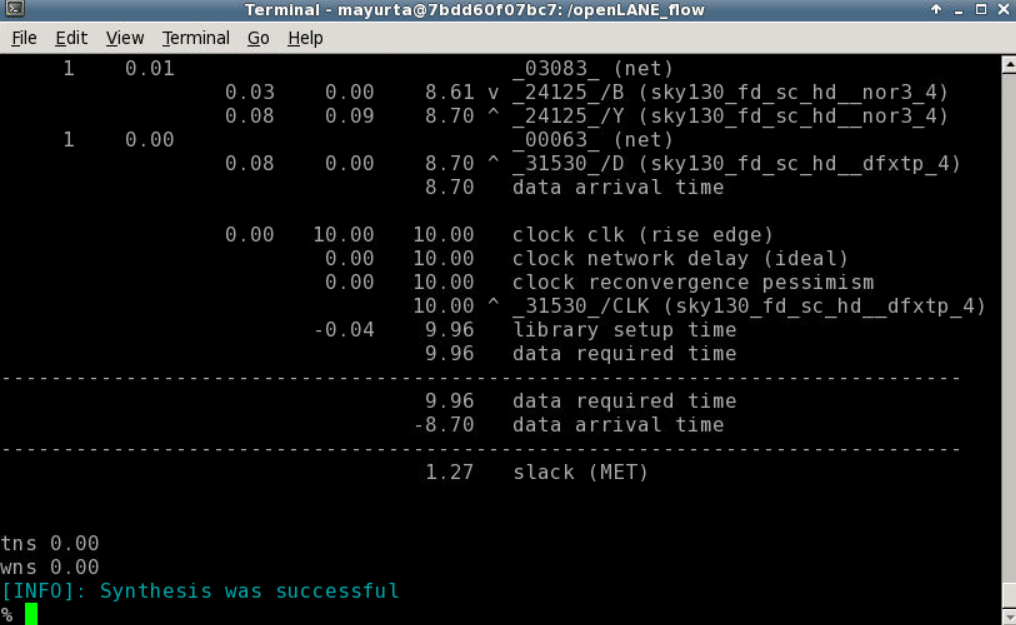 Terminal - mayurta@7bdd60f07bc7: /openLANE_flow
File Edit View Terminal Go Help
1 0.01 _03083_ (net)
0.03 0.00 8.61 v _24125_/B (sky130_fd_sc_hd__nor3_4)
0.08 0.09 8.70 ^ _24125_/Y (sky130_fd_sc_hd__nor3_4)
1 0.00 _00063_ (net)
0.08 0.00 8.70 ^ _31530_/D (sky130_fd_sc_hd__dfxtp_4)
8.70 data arrival time
0.00 10.00 10.00 clock clk (rise edge)
0.00 10.00 clock network delay (ideal)
0.00 10.00 clock reconvergence pessimism
10.00 ^ _31530_/CLK (sky130_fd_sc_hd__dfxtp_4)
-0.04 9.96 library setup time
9.96 data required time
-----------------------------------------------------------------------------
9.96 data required time
-8.70 data arrival time
-----------------------------------------------------------------------------
1.27 slack (MET)
tns 0.00
wns 0.00
[INFO]: Synthesis was successful
%